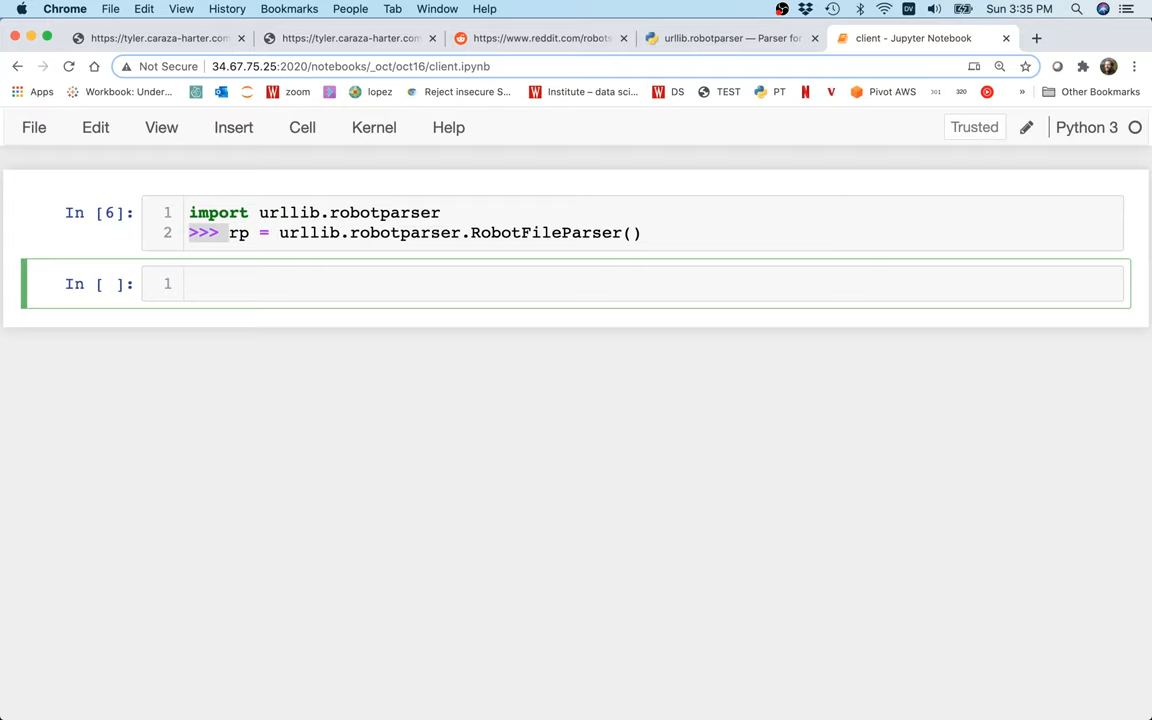 Chrome File Edit View History Bookmarks People Tab Window Help DV Sun 3:35 PM
https://tyler.caraza-harter.com × https://tyler.caraza-harter.com × https://www.reddit.com/robots × urllib.robotparser — Parser for × client - Jupyter Notebook × +
Not Secure 34.67.75.25:2020/notebooks/_oct/oct16/client.ipynb
Apps Workbook: Under... W zoom lopez Reject insecure S... W Institute – data sci... W DS TEST PT N V Pivot AWS 301 320 » Other Bookmarks
File Edit View Insert Cell Kernel Help Trusted Python 3
In [6]: 1 import urllib.robotparser
2 >>> rp = urllib.robotparser.RobotFileParser()
In [ ]: 1